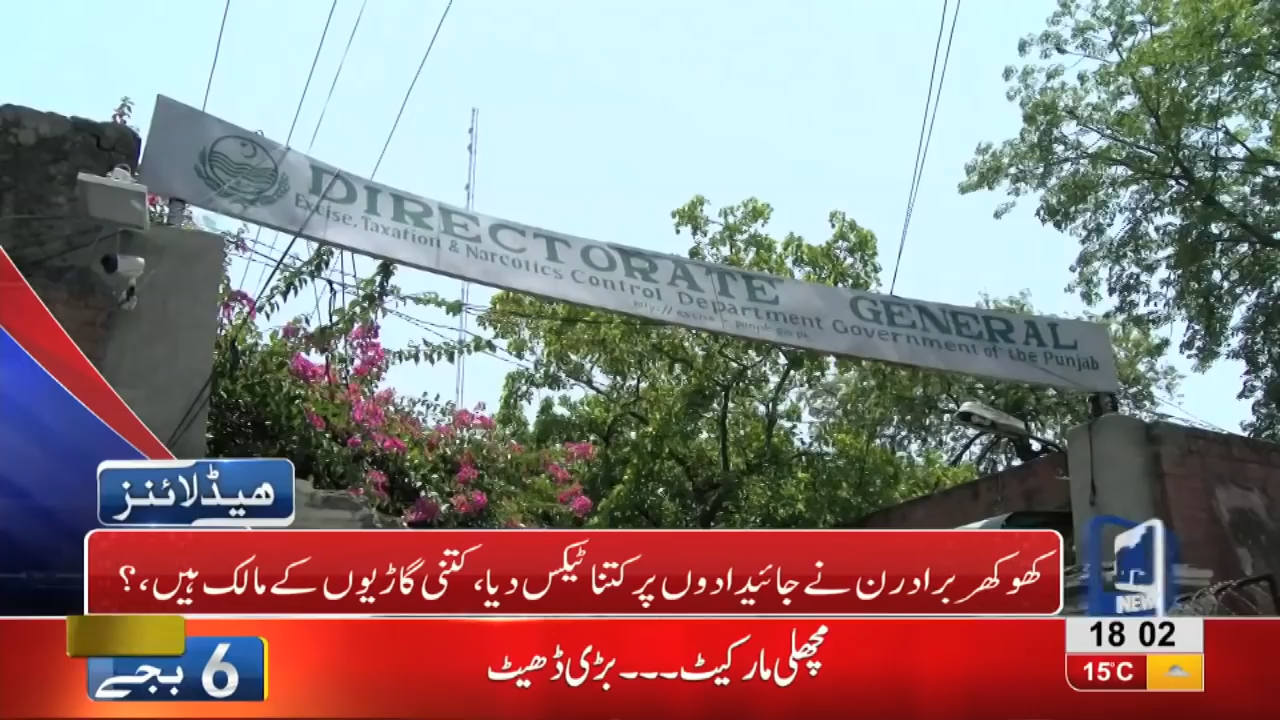 DIRECTORATE GENERAL
Excise, Taxation & Narcotics Control Department Government of the Punjab
ھیڈلائنز
کھوکھر برادرن نے جائیدادوں پر کتنا ٹیکس دیا، کتنی گاڑیوں کے مالک ہیں،؟
NEWS
18 02
مچھلی مارکیٹ۔۔۔بڑی ڈھیٹ
6 بجے
15°C